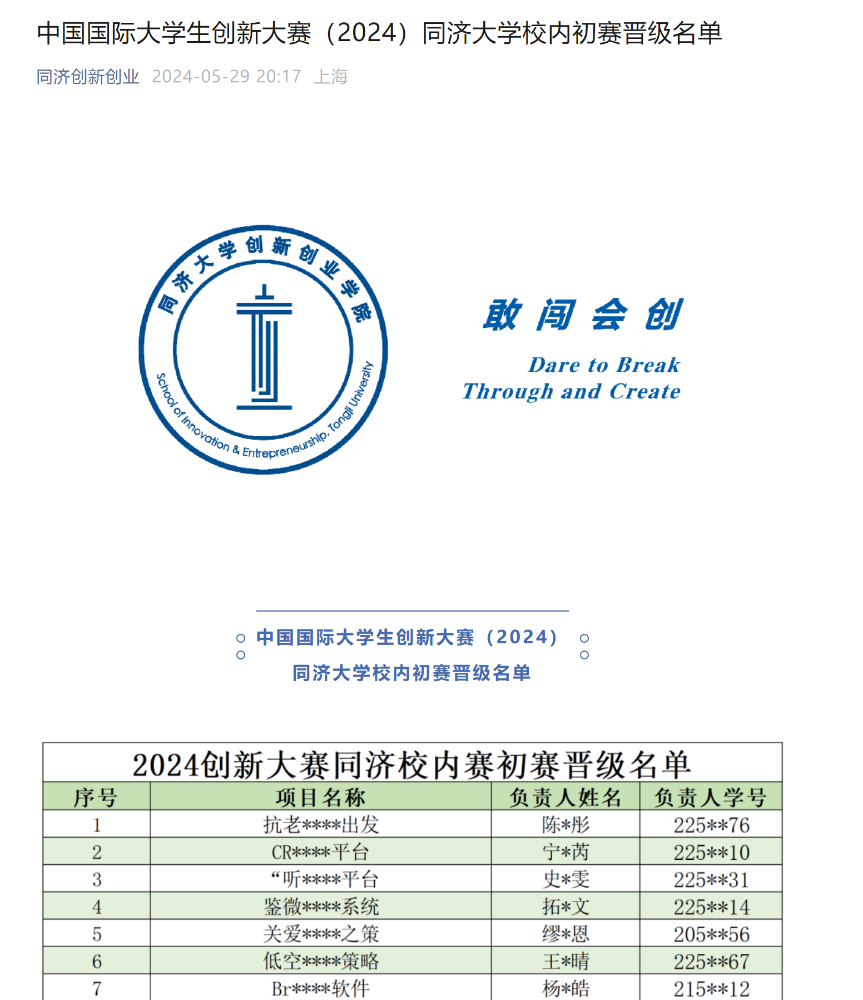 中国国际大学生创新大赛（2024）同济大学校内初赛晋级名单
同济创新创业 2024-05-29 20:17 上海
同济大学创新创业学院
School of Innovation & Entrepreneurship, Tongji University
敢闯会创
Dare to Break
Through and Create
中国国际大学生创新大赛（2024）
同济大学校内初赛晋级名单
2024创新大赛同济校内赛初赛晋级名单
序号 项目名称 负责人姓名 负责人学号
1 抗老****出发 陈*彤 225**76
2 CR****平台 宁*芮 225**10
3 “听****平台 史*雯 225**31
4 鉴微****系统 拓*文 225**14
5 关爱****之策 缪*恩 205**56
6 低空****策略 王*晴 225**67
7 Br****软件 杨*皓 215**12